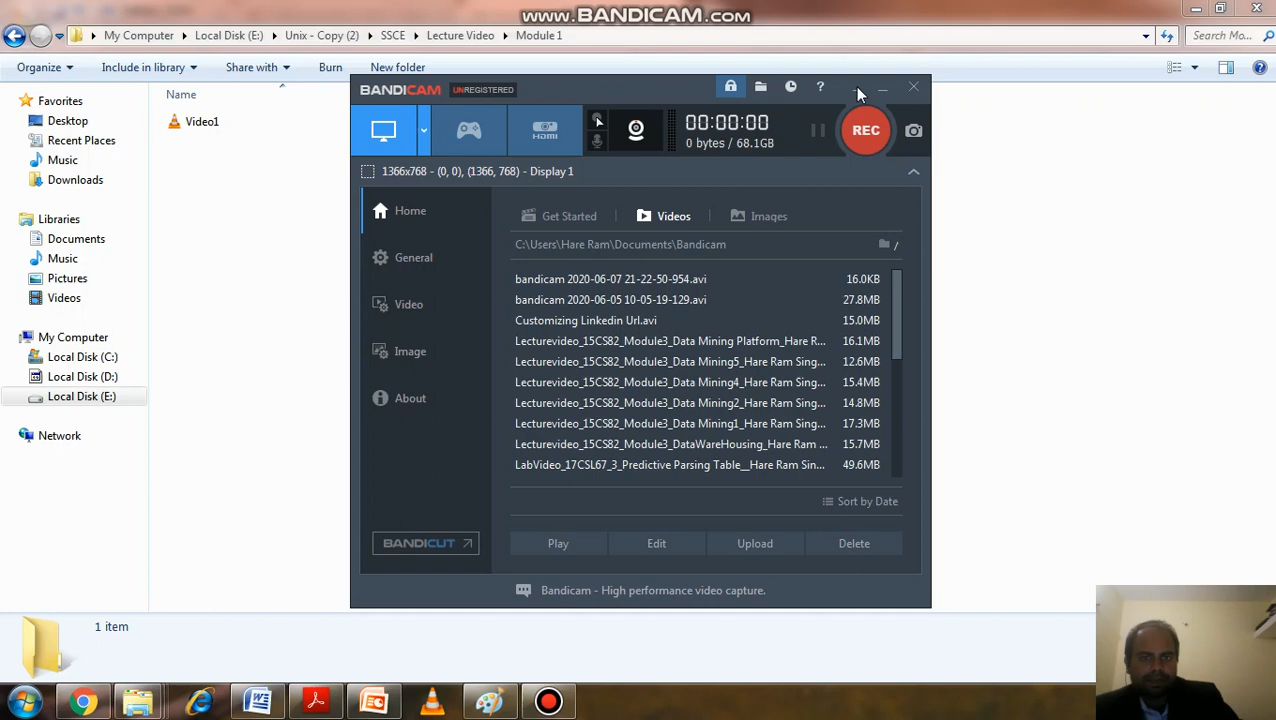 www.BANDICAM.com
My Computer Local Disk (E:) Unix - Copy (2) SSCE Lecture Video Module 1
Search Mo...
Organize Include in library Share with Burn New folder
Favorites
Desktop
Recent Places
Music
Downloads
Libraries
Documents
Music
Pictures
Videos
My Computer
Local Disk (C:)
Local Disk (D:)
Local Disk (E:)
Network
Name
Video1
BANDICAM UNREGISTERED
?
HDMI
00:00:00
0 bytes / 68.1GB
REC
1366x768 - (0, 0), (1366, 768) - Display 1
Home
General
Video
Image
About
BANDICUT
Get Started Videos Images
C:\Users\Hare Ram\Documents\Bandicam /
bandicam 2020-06-07 21-22-50-954.avi 16.0KB
bandicam 2020-06-05 10-05-19-129.avi 27.8MB
Customizing Linkedin Url.avi 15.0MB
Lecturevideo_15CS82_Module3_Data Mining Platform_Hare R... 16.1MB
Lecturevideo_15CS82_Module3_Data Mining5_Hare Ram Sing... 12.6MB
Lecturevideo_15CS82_Module3_Data Mining4_Hare Ram Sing... 15.4MB
Lecturevideo_15CS82_Module3_Data Mining2_Hare Ram Sing... 14.8MB
Lecturevideo_15CS82_Module3_Data Mining1_Hare Ram Sing... 17.3MB
Lecturevideo_15CS82_Module3_DataWareHousing_Hare Ram ... 15.7MB
LabVideo_17CSL67_3_Predictive Parsing Table__Hare Ram Sin... 49.6MB
Sort by Date
Play Edit Upload Delete
Bandicam - High performance video capture.
1 item